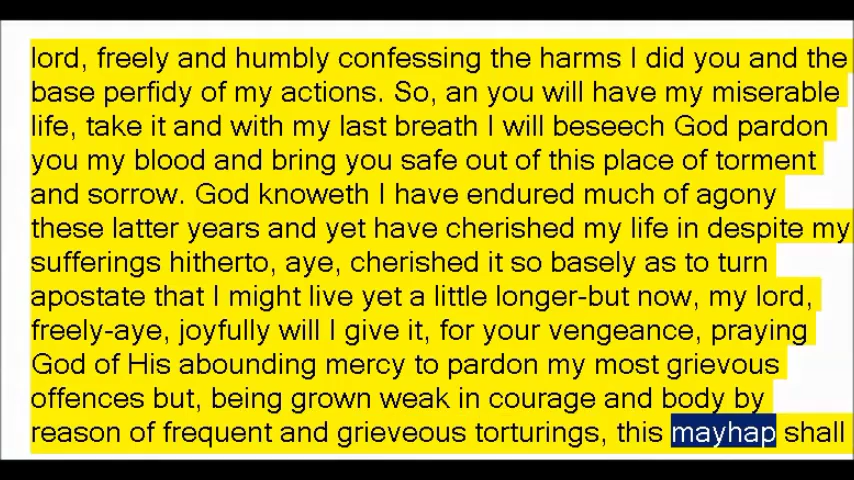 lord, freely and humbly confessing the harms I did you and the
base perfidy of my actions. So, an you will have my miserable
life, take it and with my last breath I will beseech God pardon
you my blood and bring you safe out of this place of torment
and sorrow. God knoweth I have endured much of agony
these latter years and yet have cherished my life in despite my
sufferings hitherto, aye, cherished it so basely as to turn
apostate that I might live yet a little longer-but now, my lord,
freely-aye, joyfully will I give it, for your vengeance, praying
God of His abounding mercy to pardon my most grievous
offences but, being grown weak in courage and body by
reason of frequent and grieveous torturings, this mayhap shall